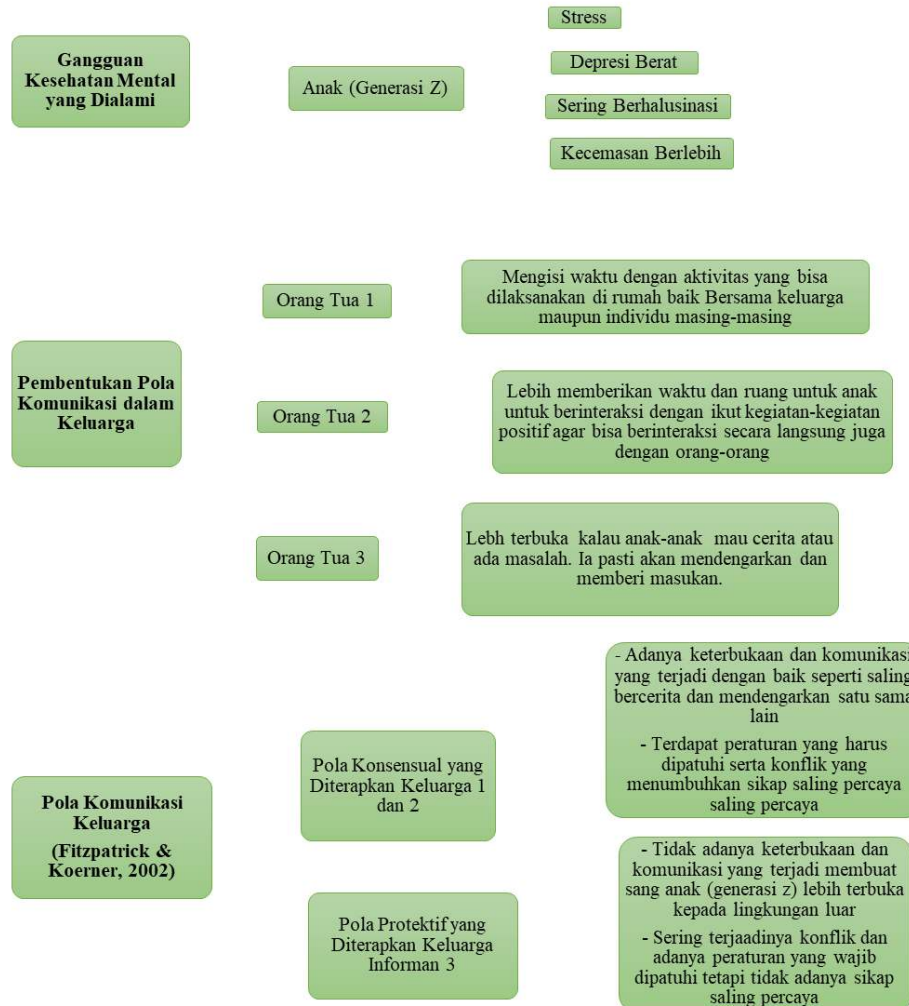 Gangguan
Kesehatan Mental
yang Dialami
Anak (Generasi Z)
Stress
Depresi Berat
Sering Berhalusinasi
Kecemasan Berlebih
Pembentukan Pola
Komunikasi dalam
Keluarga
Orang Tua 1
Mengisi waktu dengan aktivitas yang bisa
dilaksanakan di rumah baik Bersama keluarga
maupun individu masing-masing
Orang Tua 2
Lebih memberikan waktu dan ruang untuk anak
untuk berinteraksi dengan ikut kegiatan-kegiatan
positif agar bisa berinteraksi secara langsung juga
dengan orang-orang
Orang Tua 3
Lebh terbuka kalau anak-anak mau cerita atau
ada masalah. Ia pasti akan mendengarkan dan
memberi masukan.
Pola Komunikasi
Keluarga
(Fitzpatrick &
Koerner, 2002)
Pola Konsensual yang
Diterapkan Keluarga 1
dan 2
- Adanya keterbukaan dan komunikasi
yang terjadi dengan baik seperti saling
bercerita dan mendengarkan satu sama
lain
- Terdapat peraturan yang harus
dipatuhi serta konflik yang
menumbuhkan sikap saling percaya
saling percaya
Pola Protektif yang
Diterapkan Keluarga
Informan 3
- Tidak adanya keterbukaan dan
komunikasi yang terjadi membuat
sang anak (generasi z) lebih terbuka
kepada lingkungan luar
- Sering terjaadinya konflik dan
adanya peraturan yang wajib
dipatuhi tetapi tidak adanya sikap
saling percaya